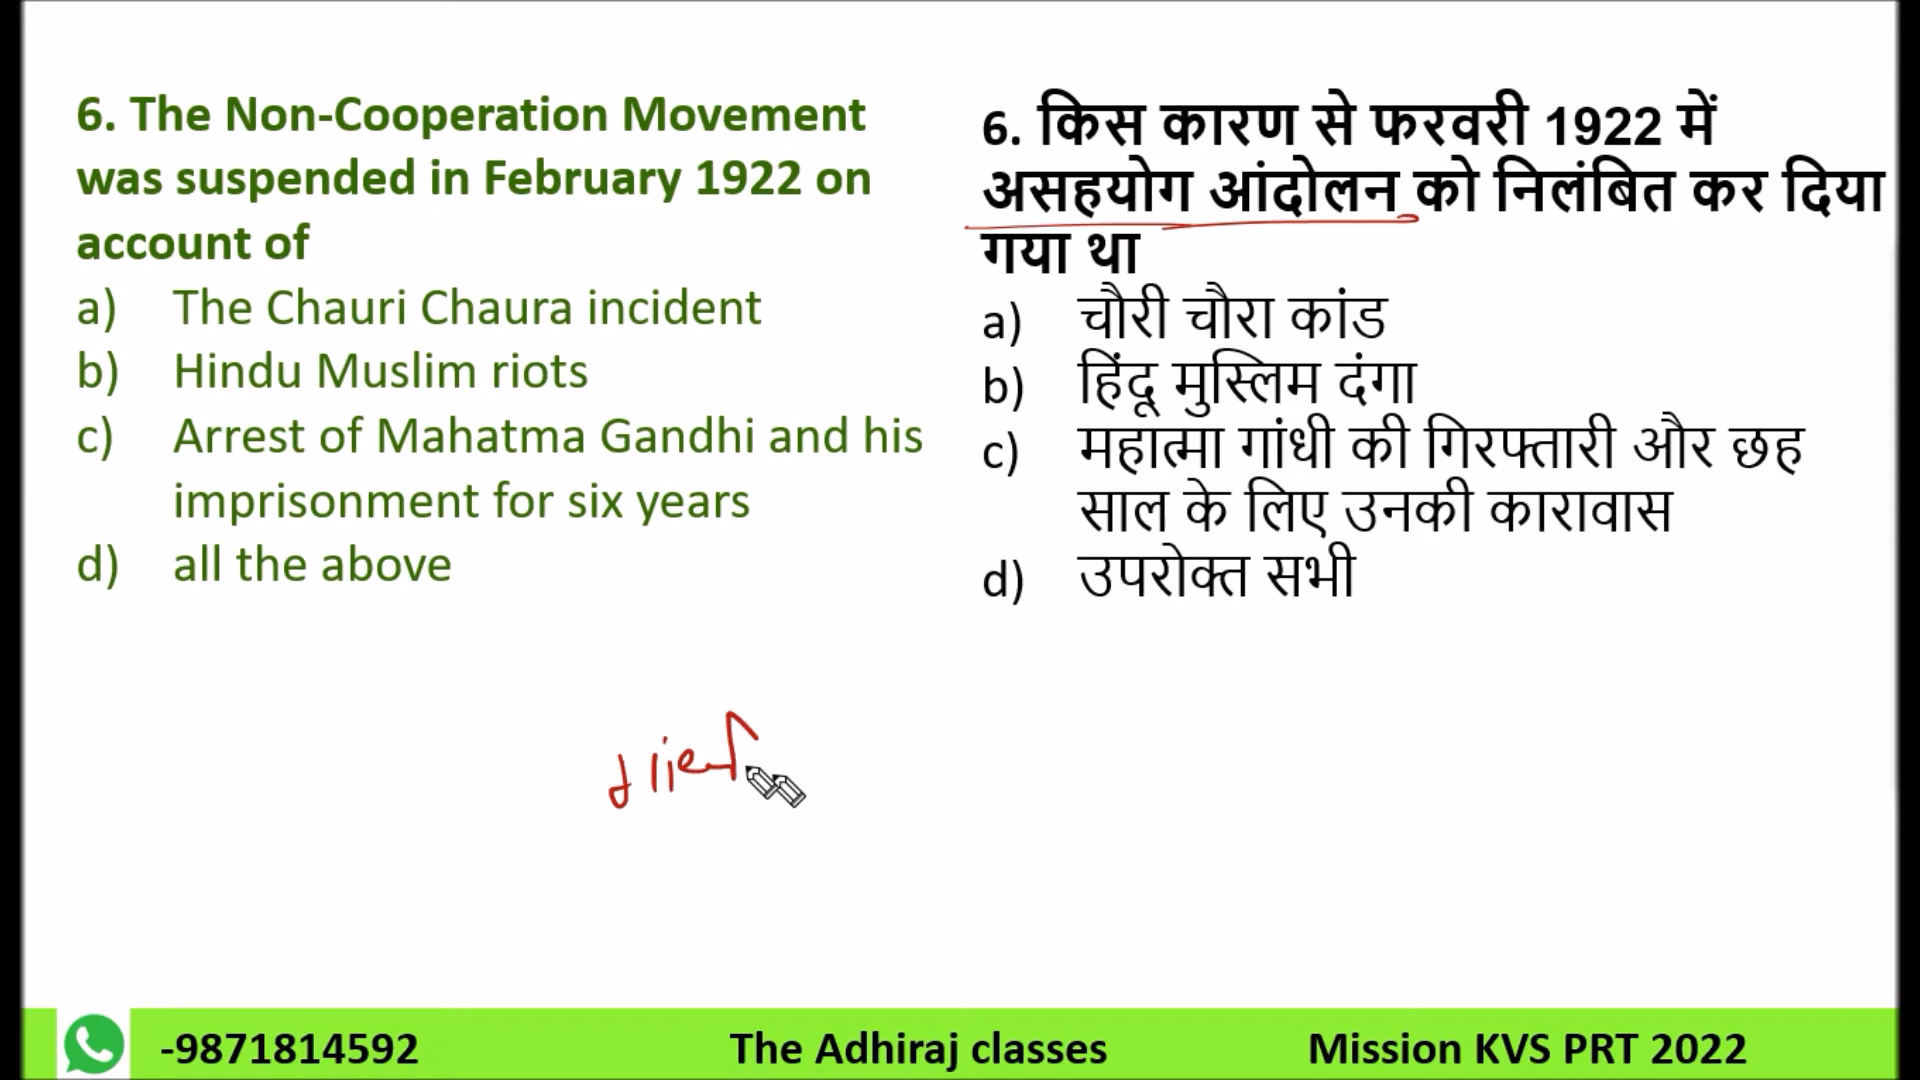 6. The Non-Cooperation Movement
was suspended in February 1922 on
account of
a) The Chauri Chaura incident
b) Hindu Muslim riots
c) Arrest of Mahatma Gandhi and his
imprisonment for six years
d) all the above
6. किस कारण से फरवरी 1922 में
असहयोग आंदोलन को निलंबित कर दिया
गया था
a) चौरी चौरा कांड
b) हिंदू मुस्लिम दंगा
c) महात्मा गांधी की गिरफ्तारी और छह
साल के लिए उनकी कारावास
d) उपरोक्त सभी
-9871814592
The Adhiraj classes
Mission KVS PRT 2022